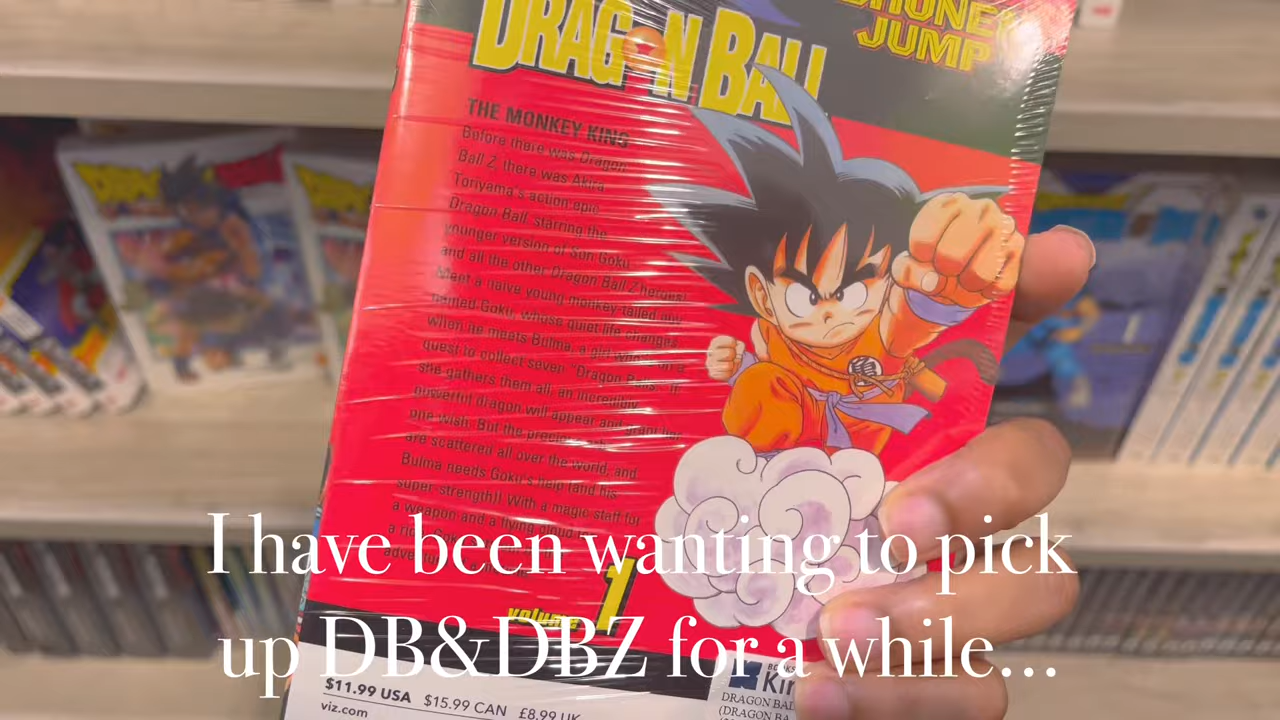 DRAGON BALL
SHONEN
JUMP
THE MONKEY KING
Before there was Dragon
Ball Z, there was Akira
Toriyama's action epic
Dragon Ball, starring the
younger version of Son Goku
and all the other Dragon Ball Z heroes!
Meet a naive young monkey-tailed boy
named Goku, whose quiet life changes
when he meets Bulma, a girl who is on a
quest to collect seven "Dragon Balls." If
she gathers them all, an incredibly
powerful dragon will appear and grant her
one wish. But the precious orbs
are scattered all over the world, and
Bulma needs Goku's help (and his
super-strength)! With a magic staff for
a weapon and a flying cloud
a
volume 1
I have been wanting to pick
up DB&DBZ for a while...
$11.99 USA $15.99 CAN £8.99 UK
viz.com
BOOKS
Kin
DRAGON BAL
(DRAGON BA